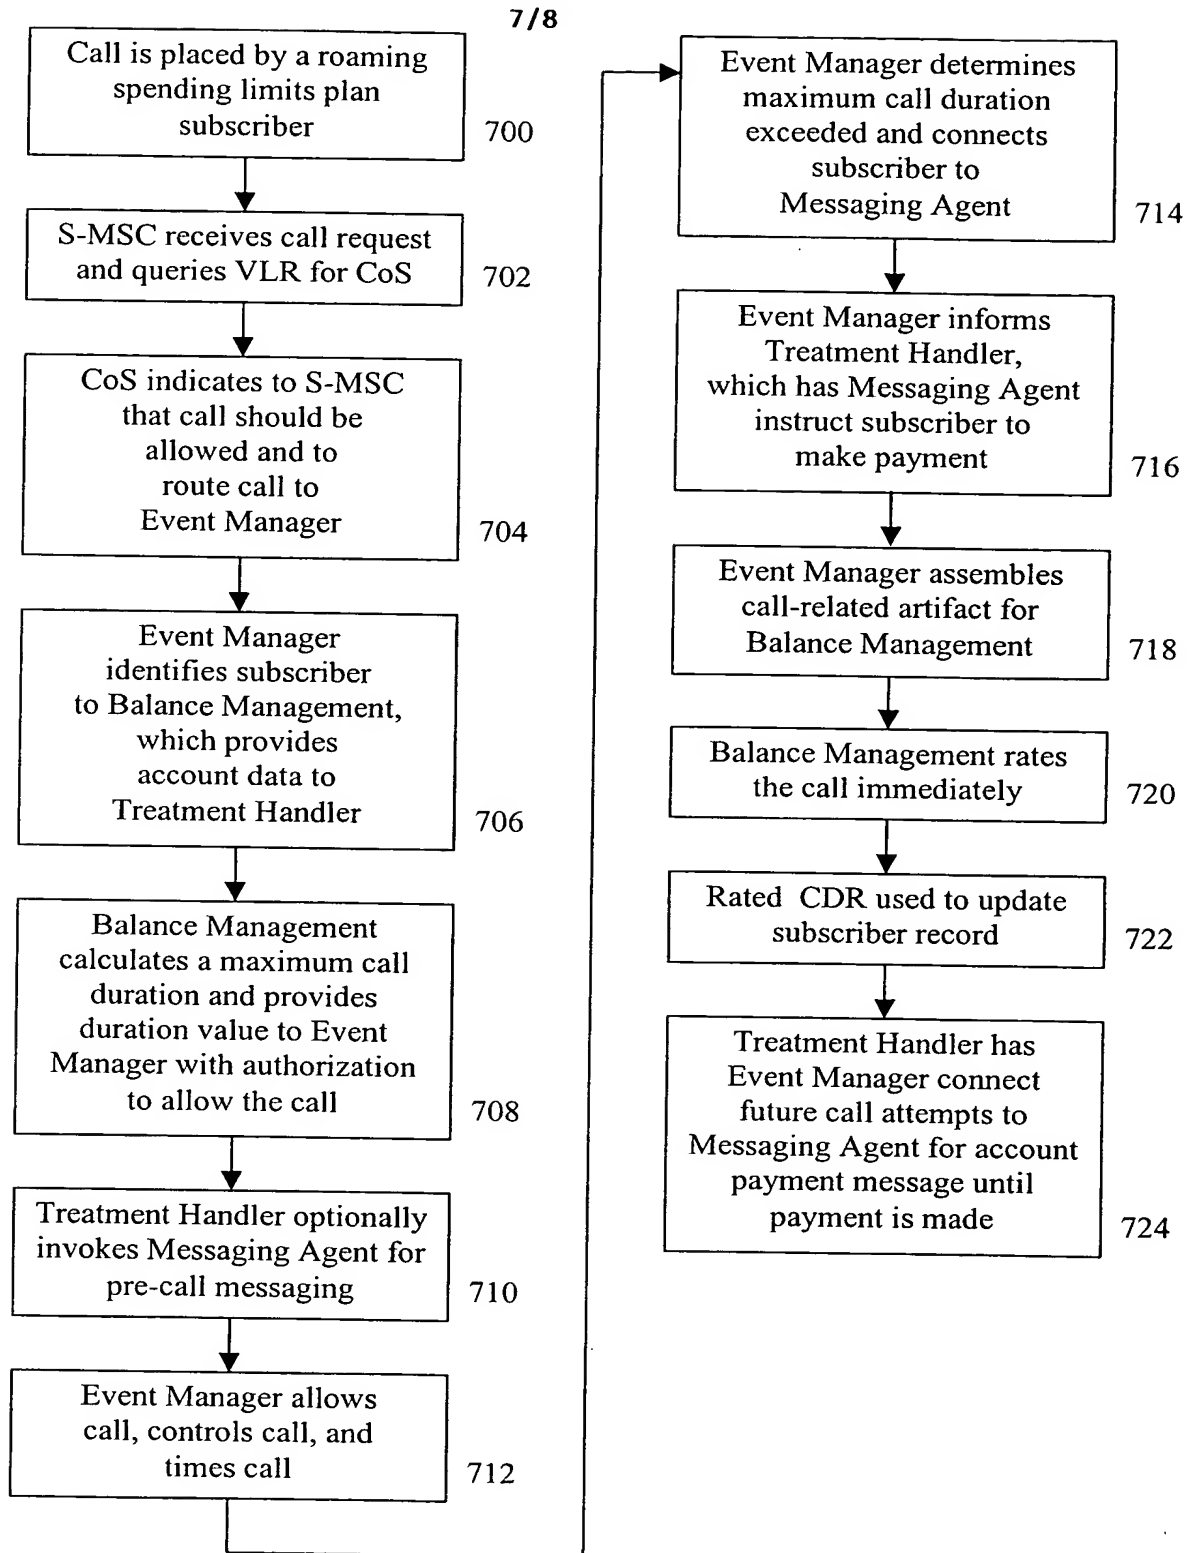 7/8
Call is placed by a roaming
spending limits plan
subscriber
700
S-MSC receives call request
and queries VLR for CoS
702
CoS indicates to S-MSC
that call should be
allowed and to
route call to
Event Manager
704
Event Manager
identifies subscriber
to Balance Management,
which provides
account data to
Treatment Handler
706
Balance Management
calculates a maximum call
duration and provides
duration value to Event
Manager with authorization
to allow the call
708
Treatment Handler optionally
invokes Messaging Agent for
pre-call messaging
710
Event Manager allows
call, controls call, and
times call
712
Event Manager determines
maximum call duration
exceeded and connects
subscriber to
Messaging Agent
714
Event Manager informs
Treatment Handler,
which has Messaging Agent
instruct subscriber to
make payment
716
Event Manager assembles
call-related artifact for
Balance Management
718
Balance Management rates
the call immediately
720
Rated CDR used to update
subscriber record
722
Treatment Handler has
Event Manager connect
future call attempts to
Messaging Agent for account
payment message until
payment is made
724